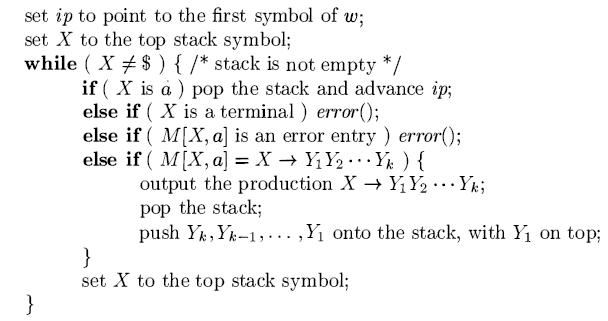 set ip to point to the first symbol of w;
set X to the top stack symbol;
while ( X ≠ $ ) { /* stack is not empty */
if ( X is a ) pop the stack and advance ip;
else if ( X is a terminal ) error();
else if ( M[X, a] is an error entry ) error();
else if ( M[X, a] = X → Y₁Y₂ ⋯ Yₖ ) {
output the production X → Y₁Y₂ ⋯ Yₖ;
pop the stack;
push Yₖ, Yₖ₋₁, . . . , Y₁ onto the stack, with Y₁ on top;
}
set X to the top stack symbol;
}